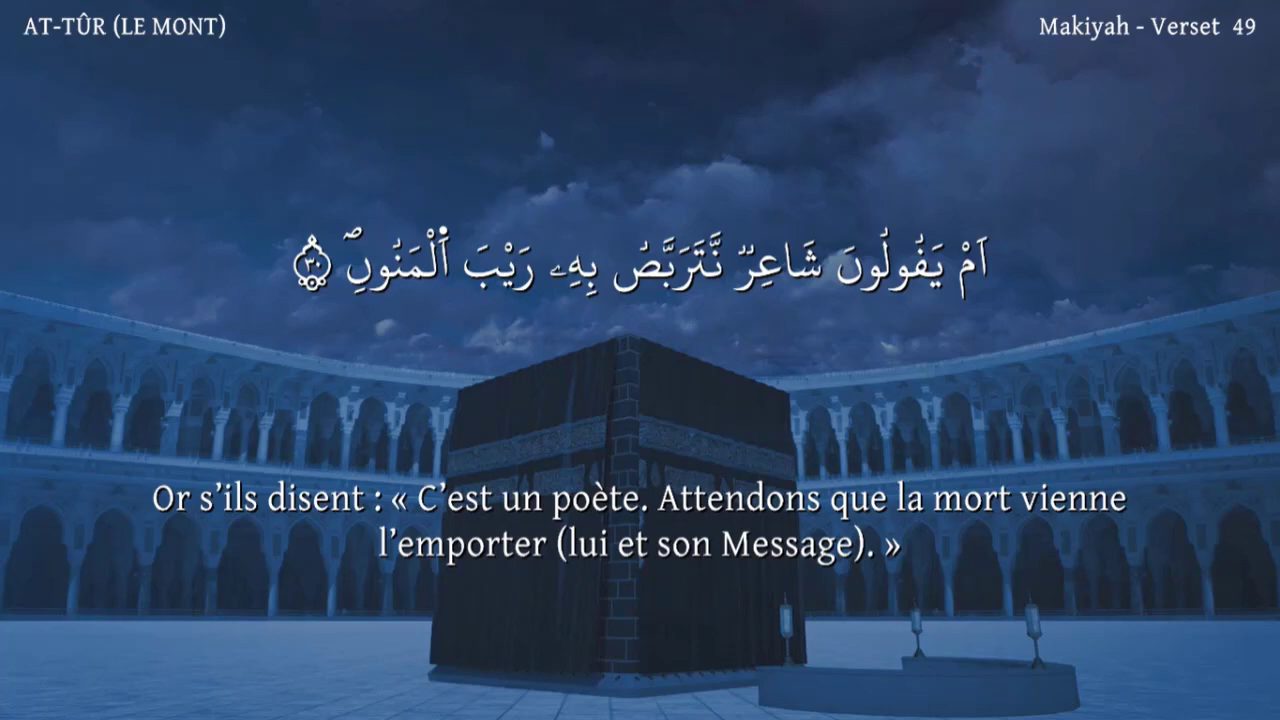 AT-TÛR (LE MONT)
Makiyah - Verset 49
اَمْ يَقُولُونَ شَاعِرٌ نَّتَرَبَّصُ بِهِۦ رَيْبَ اَ۬لْمَنُونِۖ ٣٠
Or s’ils disent : « C’est un poète. Attendons que la mort vienne
l’emporter (lui et son Message). »